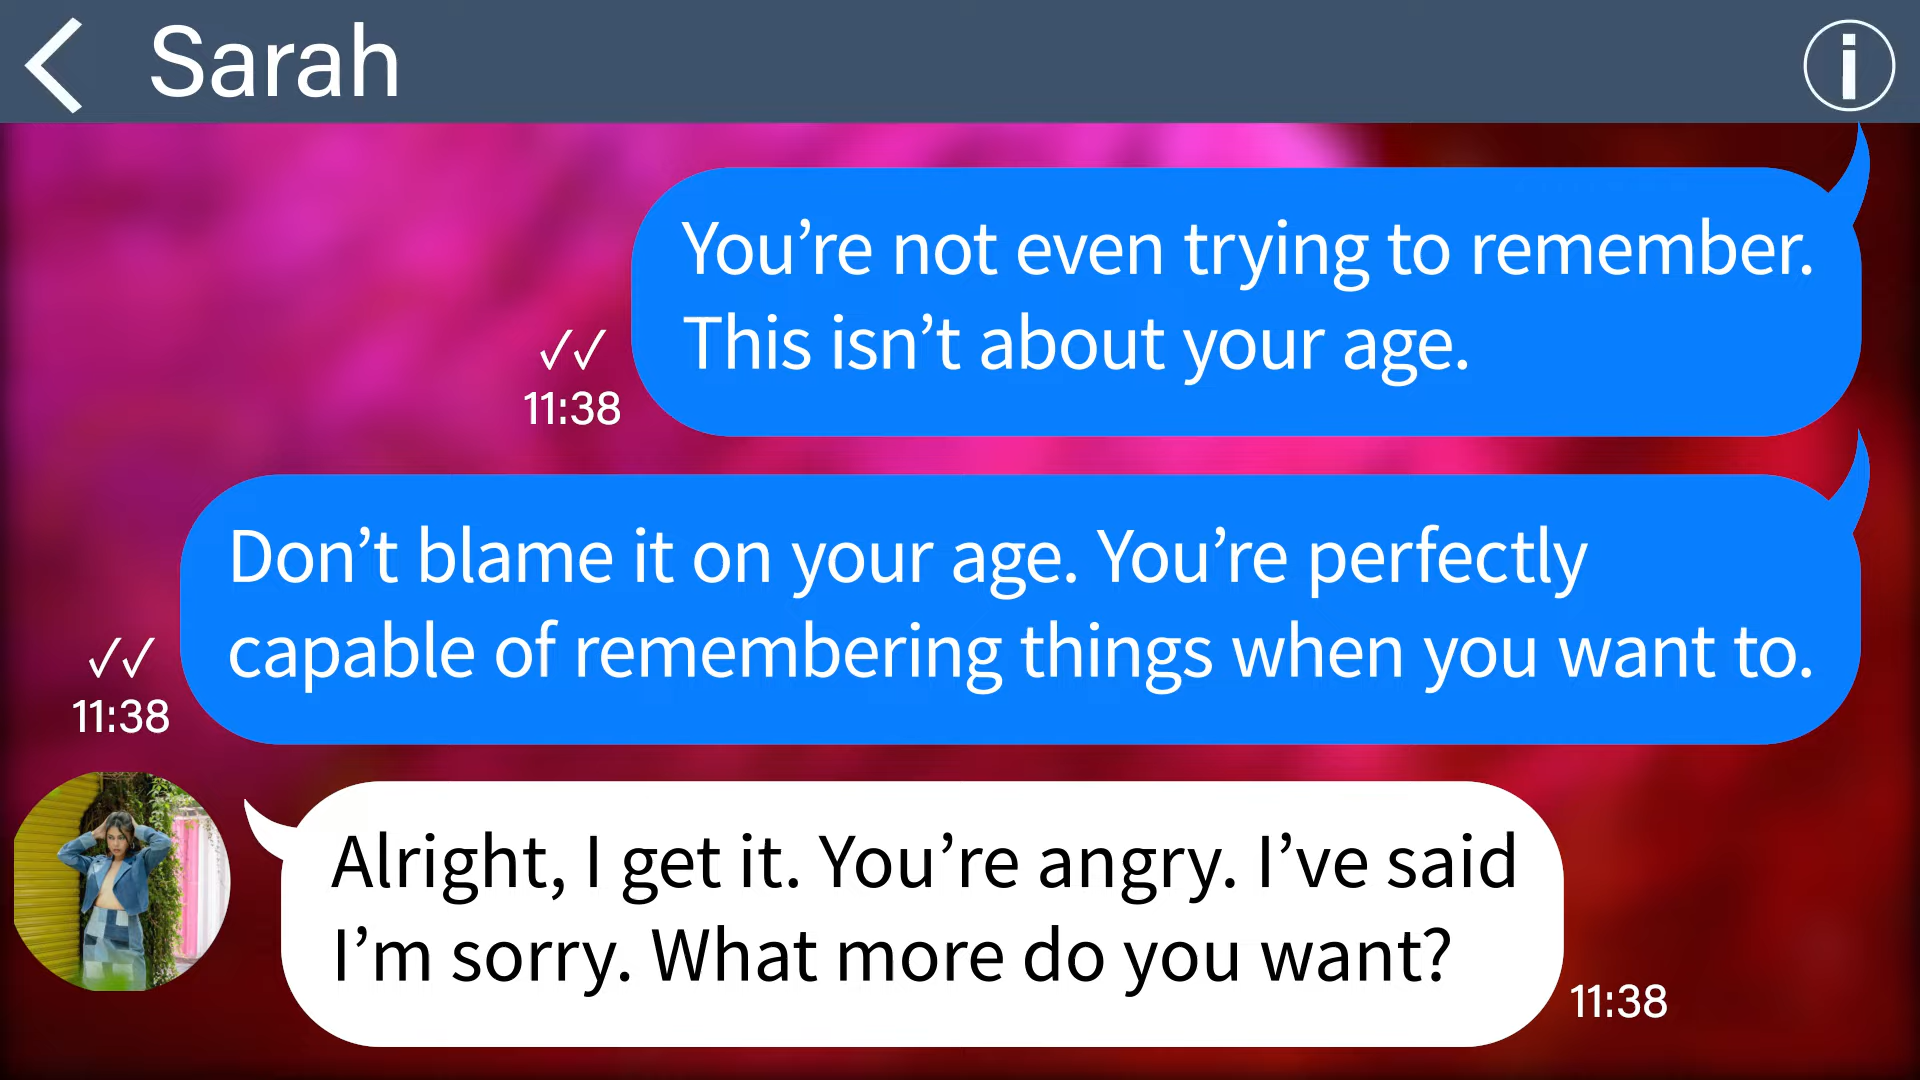 Sarah
You’re not even trying to remember.
This isn’t about your age.
✓✓
11:38
Don’t blame it on your age. You’re perfectly
capable of remembering things when you want to.
✓✓
11:38
Alright, I get it. You’re angry. I’ve said
I’m sorry. What more do you want?
11:38